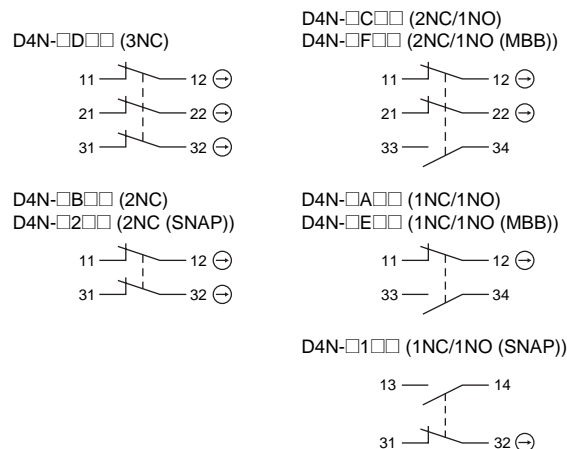 D4N-□D□□ (3NC)
11 12
21 22
31 32
D4N-□C□□ (2NC/1NO)
D4N-□F□□ (2NC/1NO (MBB))
11 12
21 22
33 34
D4N-□B□□ (2NC)
D4N-□2□□ (2NC (SNAP))
11 12
31 32
D4N-□A□□ (1NC/1NO)
D4N-□E□□ (1NC/1NO (MBB))
11 12
33 34
D4N-□1□□ (1NC/1NO (SNAP))
13 14
31 32